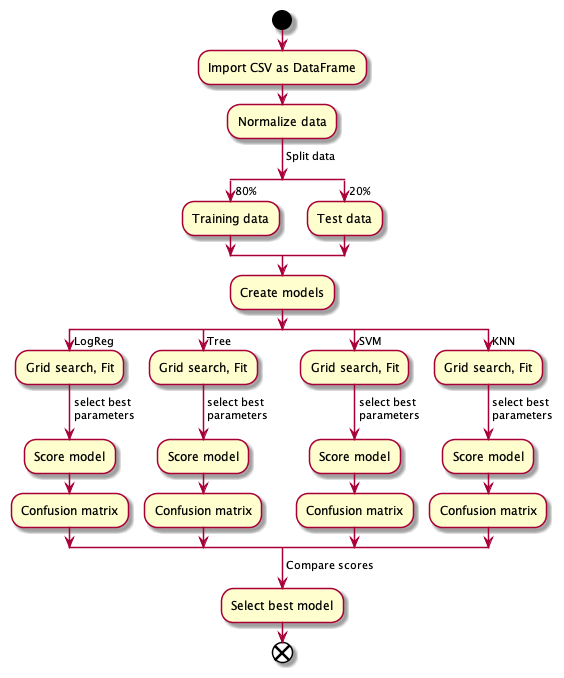 Import CSV as DataFrame
Normalize data
Split data
80%
20%
Training data
Test data
Create models
LogReg
Tree
SVM
KNN
Grid search, Fit
Grid search, Fit
Grid search, Fit
Grid search, Fit
select best
parameters
select best
parameters
select best
parameters
select best
parameters
Score model
Score model
Score model
Score model
Confusion matrix
Confusion matrix
Confusion matrix
Confusion matrix
Compare scores
Select best model